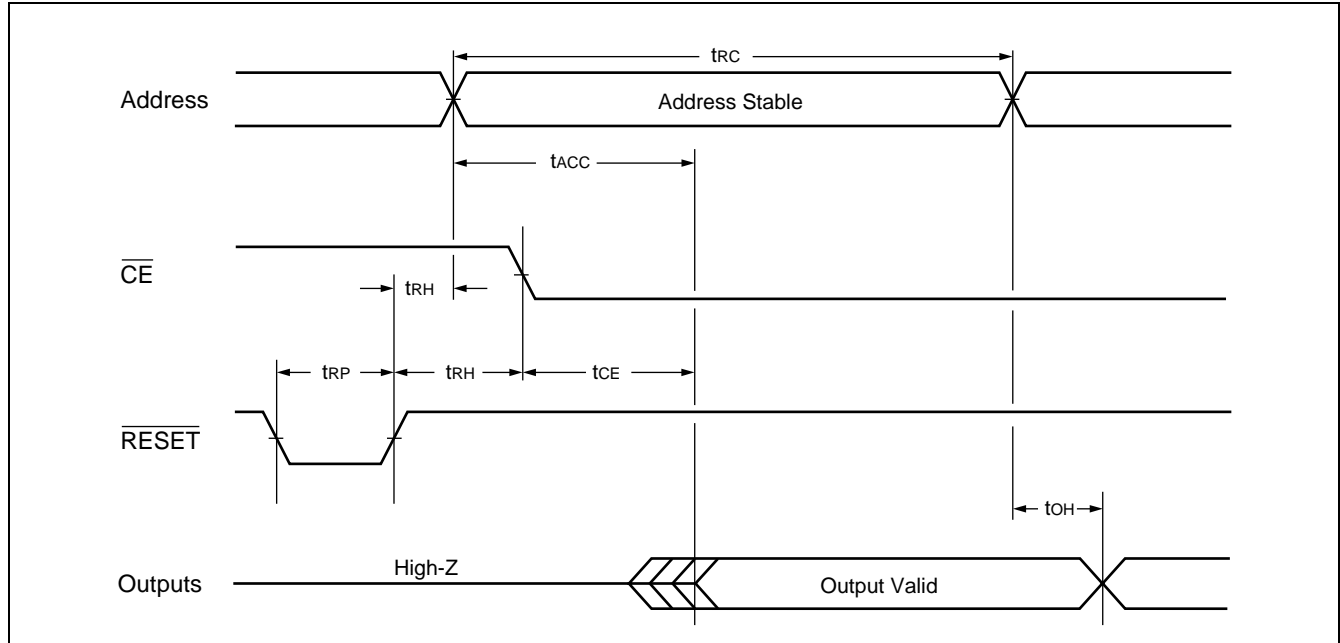 tRC
Address
Address Stable
tACC
CE
tRH
tRP
tRH
tCE
RESET
tOH
High-Z
Outputs
Output Valid